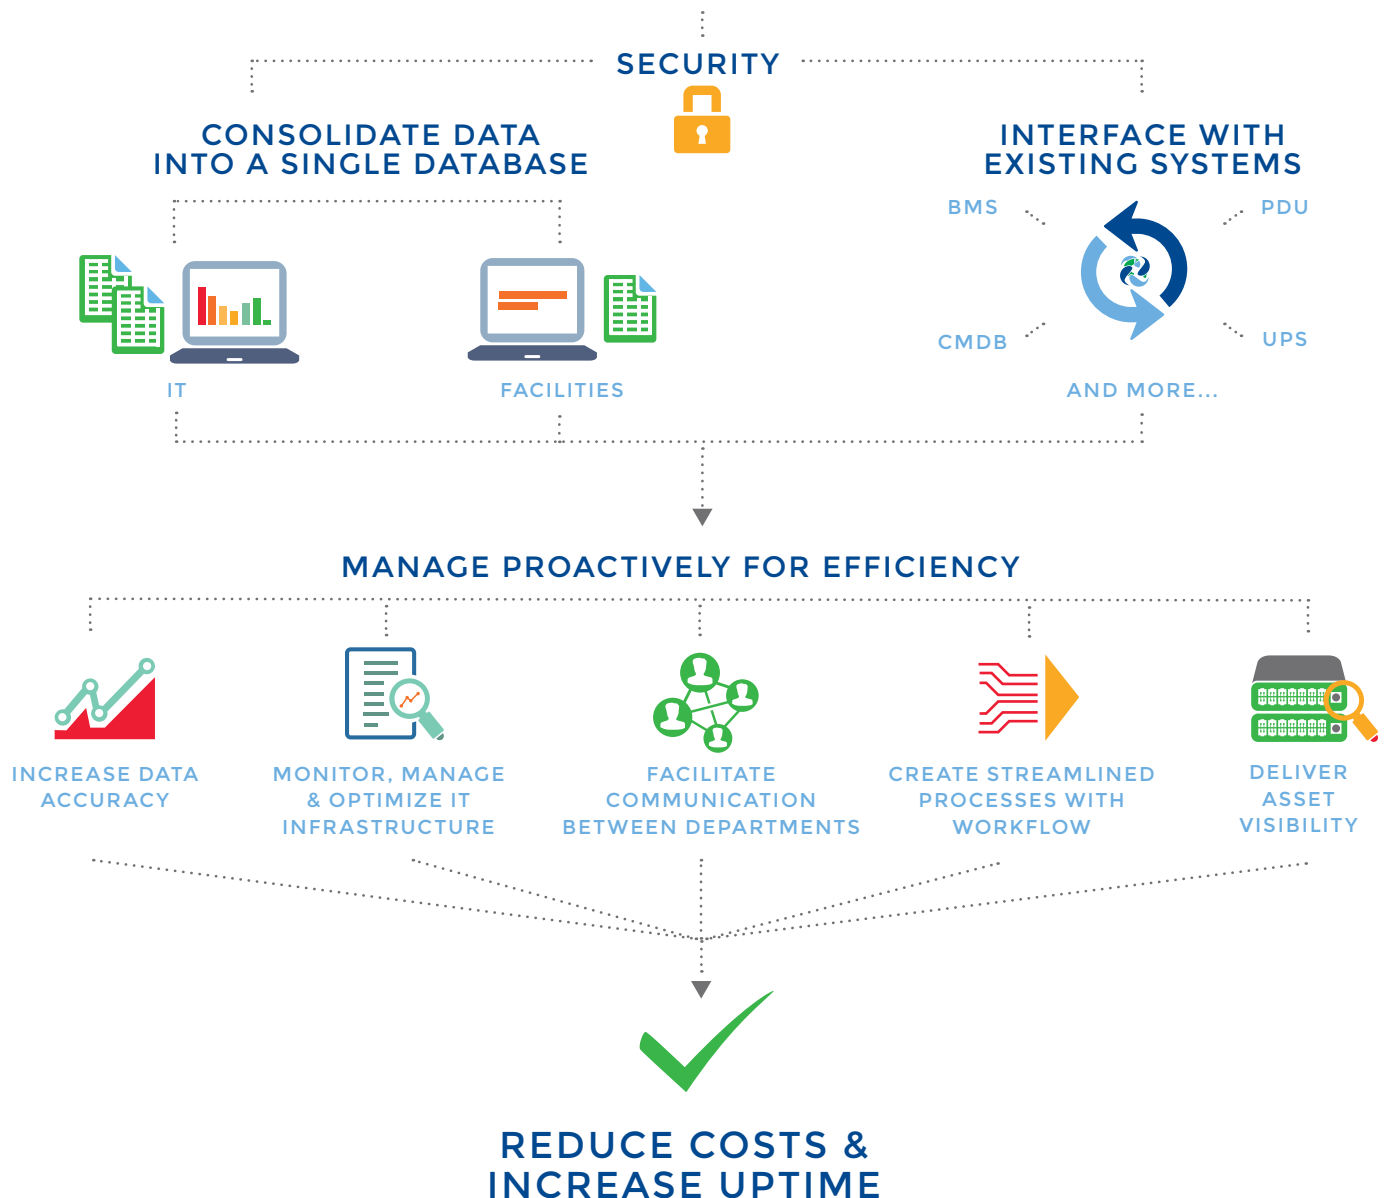 SECURITY
CONSOLIDATE DATA
INTO A SINGLE DATABASE
INTERFACE WITH
EXISTING SYSTEMS
BMS
PDU
CMDB
UPS
IT
FACILITIES
AND MORE...
MANAGE PROACTIVELY FOR EFFICIENCY
INCREASE DATA
ACCURACY
MONITOR, MANAGE
& OPTIMIZE IT
INFRASTRUCTURE
FACILITATE
COMMUNICATION
BETWEEN DEPARTMENTS
CREATE STREAMLINED
PROCESSES WITH
WORKFLOW
DELIVER
ASSET
VISIBILITY
REDUCE COSTS &
INCREASE UPTIME